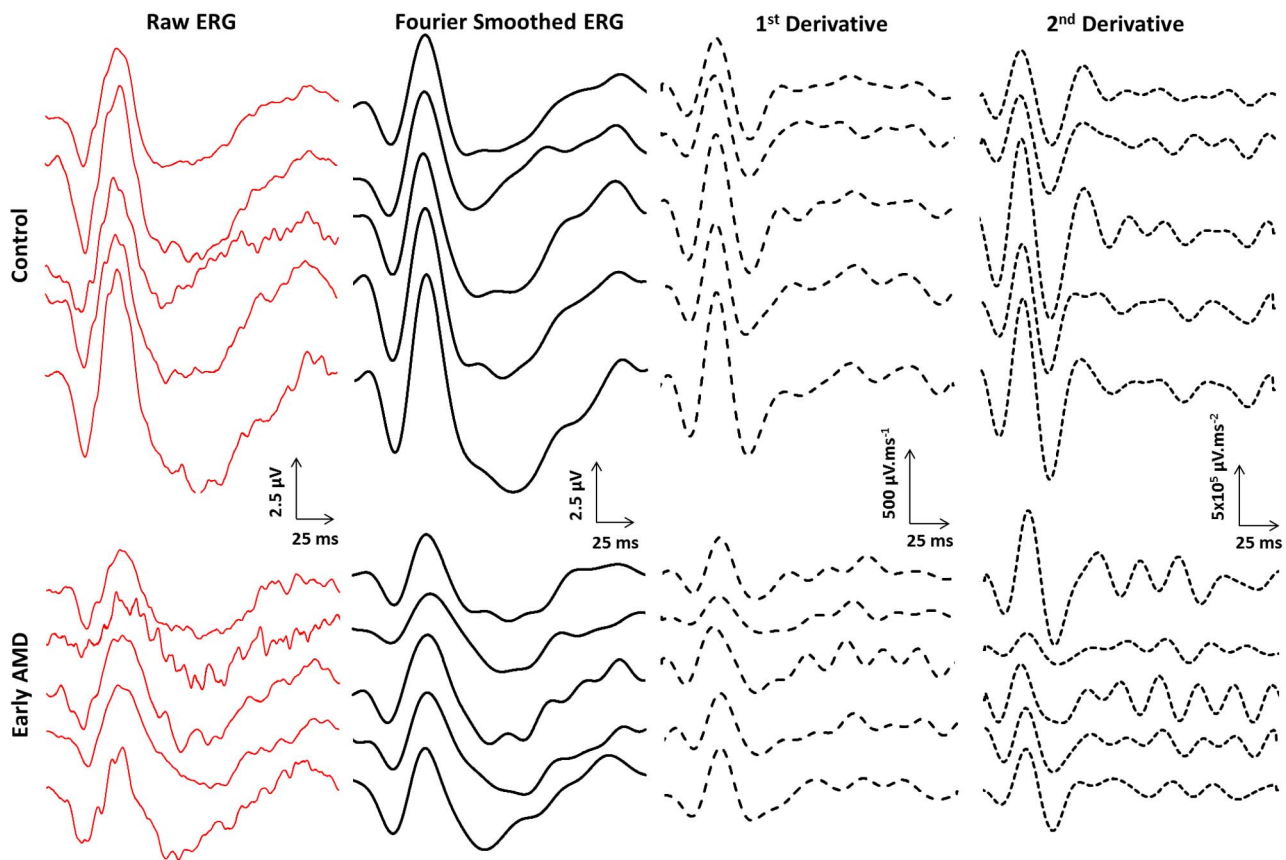 Raw ERG
Fourier Smoothed ERG
1st Derivative
2nd Derivative
Control
2.5 µV
25 ms
2.5 µV
25 ms
500 µV.ms-1
25 ms
5x10⁵ µV.ms-2
25 ms
Early AMD